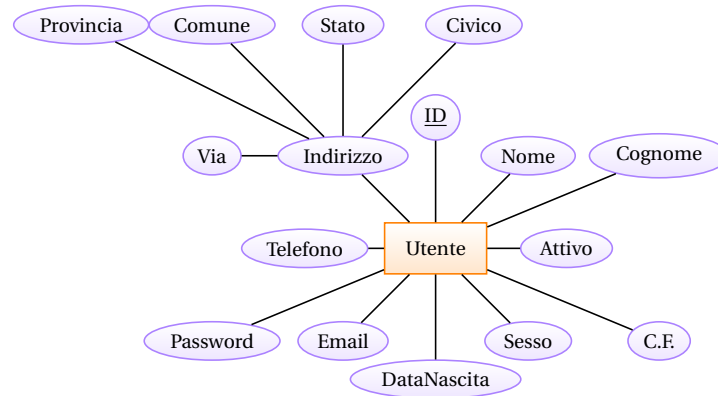 Provincia
Comune
Stato
Civico
ID
Via
Indirizzo
Nome
Cognome
Telefono
Utente
Attivo
Password
Email
Sesso
C.F.
DataNascita